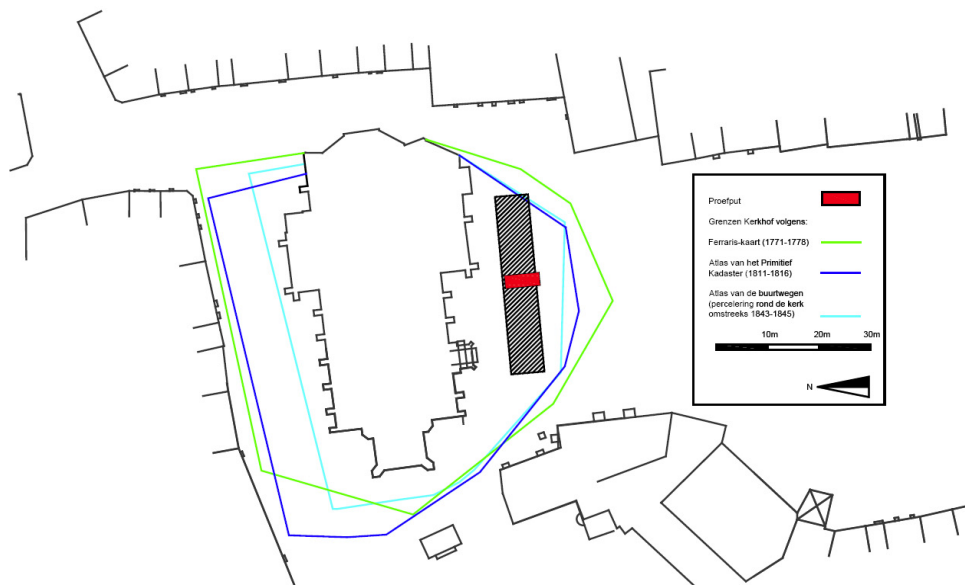 Proefput
Grenzen Kerkhof volgens:
Ferraris-kaart (1771-1778)
Atlas van het Primitief
Kadaster (1811-1816)
Atlas van de buurtwegen
(percelering rond de kerk
omstreeks 1843-1845)
10m 20m 30m
N